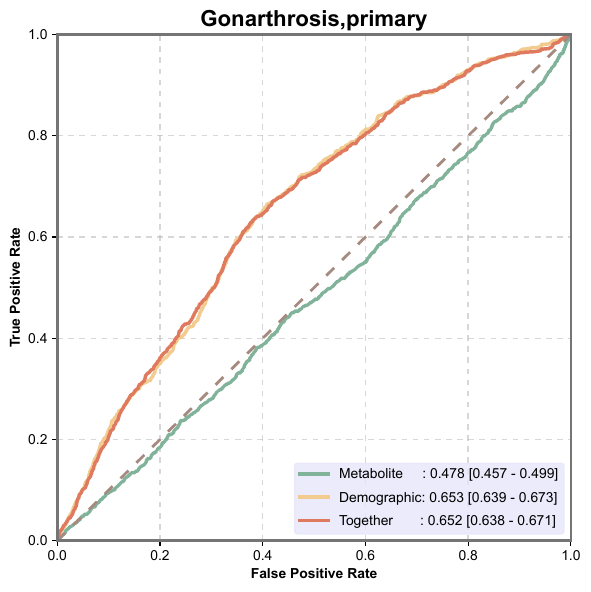 Gonarthrosis,primary
True Positive Rate
1.0
0.8
0.6
0.4
0.2
0.0
Metabolite : 0.478 [0.457 - 0.499]
Demographic: 0.653 [0.639 - 0.673]
Together : 0.652 [0.638 - 0.671]
0.0 0.2 0.4 0.6 0.8 1.0
False Positive Rate